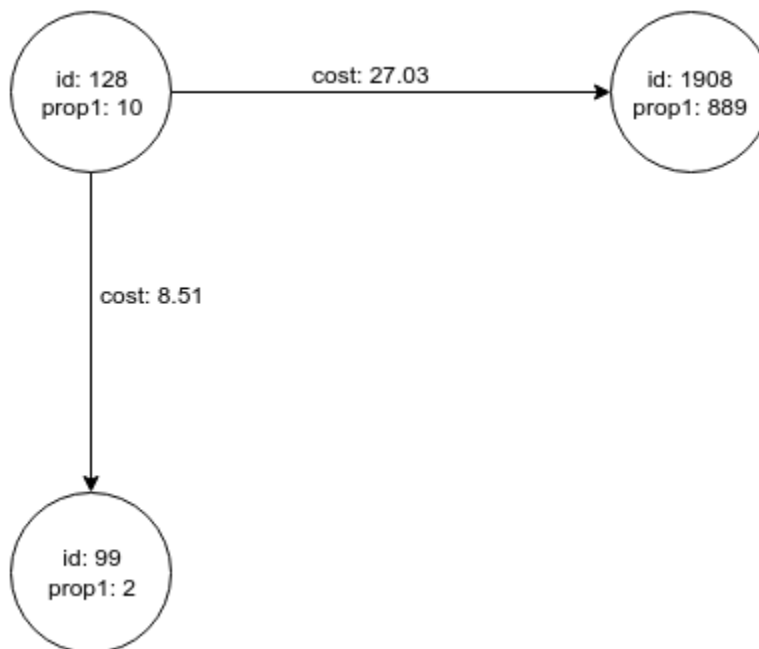 id: 128
prop1: 10
cost: 27.03
id: 1908
prop1: 889
cost: 8.51
id: 99
prop1: 2